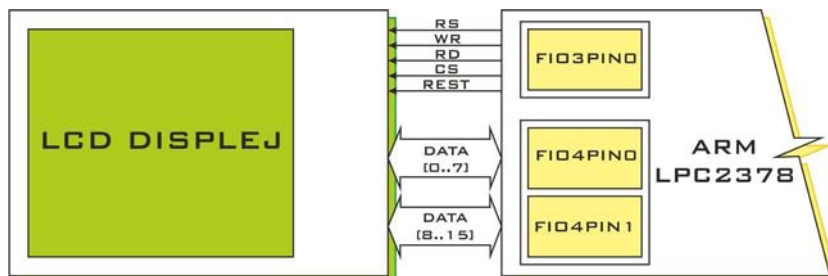 LCD DISPLEJ
RS
WR
RD
CS
REST
DATA
[0..7]
DATA
[8..15]
FIO3PIN0
FIO4PIN0
FIO4PIN1
ARM
LPC2378